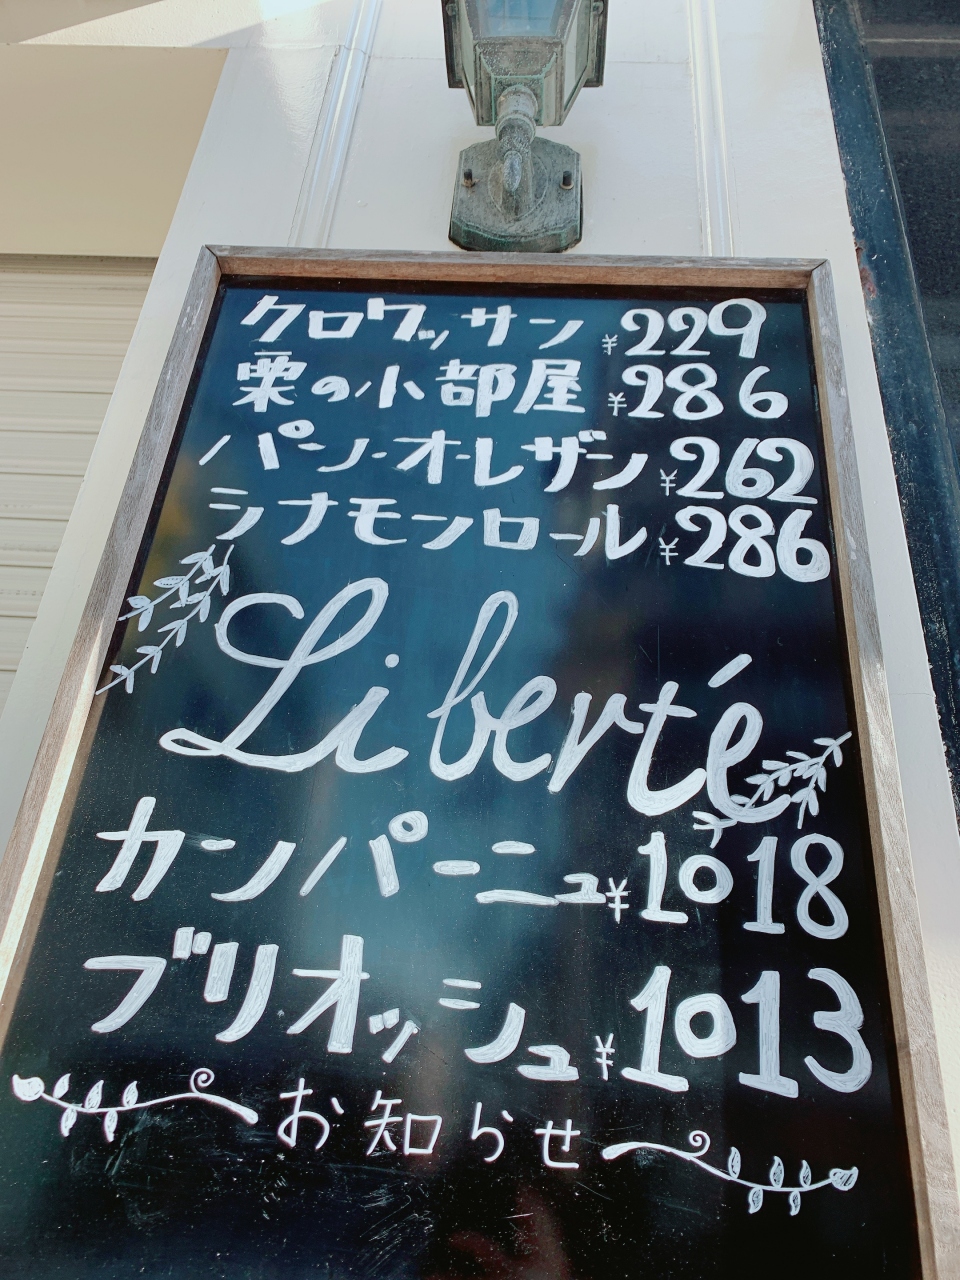 クロワッサン ¥229
栗の小部屋 ¥286
パン・オ・レザン ¥262
シナモンロール ¥286
Liberté
カンパーニュ ¥1018
ブリオッシュ ¥1013
お知らせ